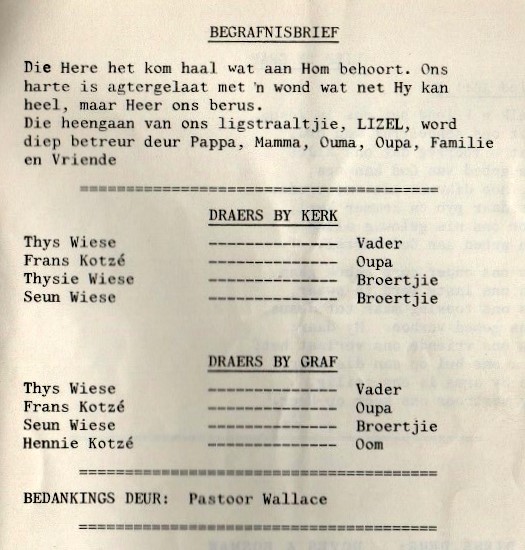 BEGRAFNISBRIEF
Die Here het kom haal wat aan Hom behoort. Ons
harte is agtergelaat met 'n wond wat net Hy kan
heel, maar Heer ons berus.
Die heengaan van ons ligstraaltjie, LIZEL, word
diep betreur deur Pappa, Mamma, Ouma, Oupa, Familie
en Vriende
=======================================
DRAERS BY KERK
Thys Wiese -------------- Vader
Frans Kotzé -------------- Oupa
Thysie Wiese -------------- Broertjie
Seun Wiese -------------- Broertjie
DRAERS BY GRAF
Thys Wiese -------------- Vader
Frans Kotzé -------------- Oupa
Seun Wiese -------------- Broertjie
Hennie Kotzé -------------- Oom
=======================================
BEDANKINGS DEUR: Pastoor Wallace
=======================================